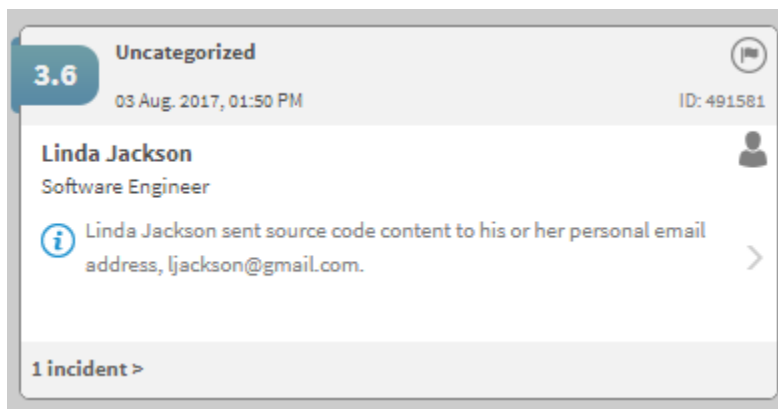 3.6
Uncategorized
03 Aug. 2017, 01:50 PM
ID: 491581
Linda Jackson
Software Engineer
i
Linda Jackson sent source code content to his or her personal email
address, ljackson@gmail.com.
1 incident >